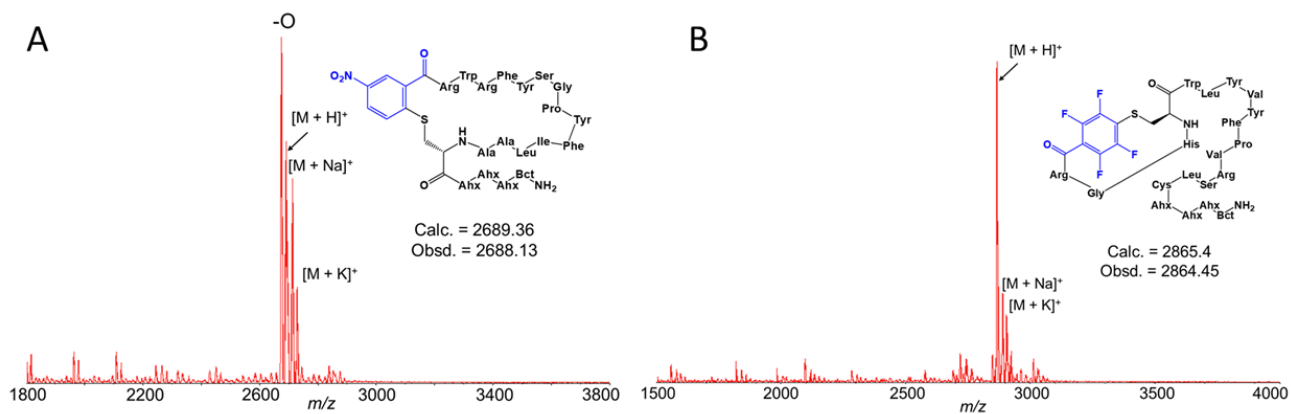 A
-O
[M + H]⁺
[M + Na]⁺
[M + K]⁺
O₂N
O
Arg
Trp
Arg
Phe
Tyr
Ser
Gly
Pro
Tyr
Phe
Ile
Leu
Ala
Ala
H
N
S
O
Ahx
Ahx
Ahx
Bct
NH₂
Calc. = 2689.36
Obsd. = 2688.13
1800 2200 2600 3000 3400 3800
m/z
B
[M + H]⁺
[M + Na]⁺
[M + K]⁺
F
F
F
F
S
O
O
NH
Trp
Leu
Tyr
Val
Tyr
Phe
Pro
Val
Arg
Ser
Leu
Cys
Ahx
Ahx
Ahx
Bct
NH₂
His
Arg
Gly
Calc. = 2865.4
Obsd. = 2864.45
1500 2000 2500 3000 3500 4000
m/z